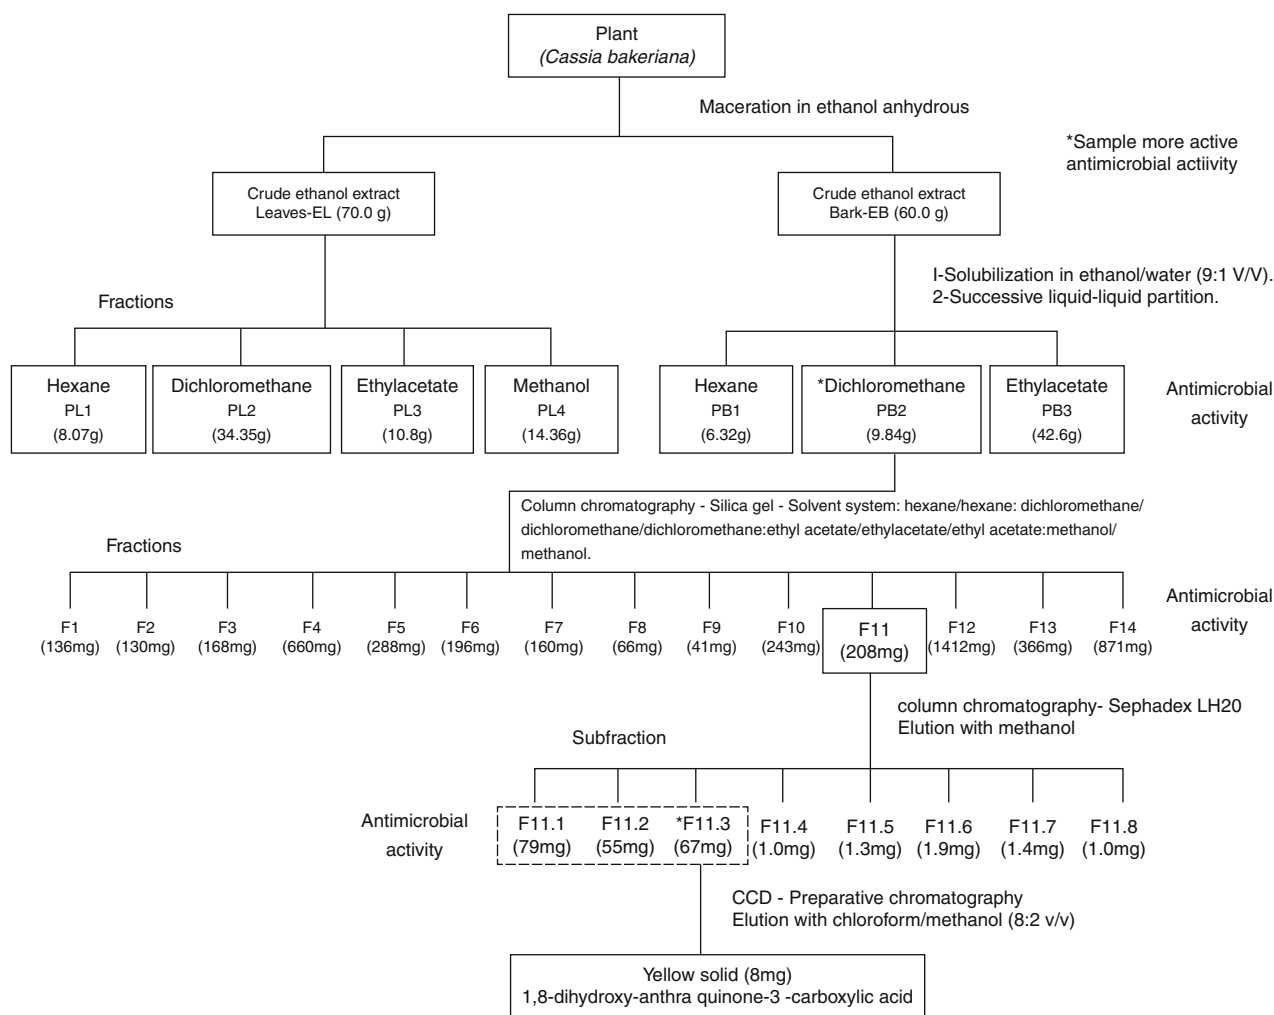 Plant
(Cassia bakeriana)
Maceration in ethanol anhydrous
*Sample more active
antimicrobial actiivity
Crude ethanol extract
Leaves-EL (70.0 g)
Crude ethanol extract
Bark-EB (60.0 g)
I-Solubilization in ethanol/water (9:1 V/V).
2-Successive liquid-liquid partition.
Fractions
Hexane
PL1
(8.07g)
Dichloromethane
PL2
(34.35g)
Ethylacetate
PL3
(10.8g)
Methanol
PL4
(14.36g)
Hexane
PB1
(6.32g)
*Dichloromethane
PB2
(9.84g)
Ethylacetate
PB3
(42.6g)
Antimicrobial
activity
Column chromatography - Silica gel - Solvent system: hexane/hexane: dichloromethane/
dichloromethane/dichloromethane:ethyl acetate/ethylacetate/ethyl acetate:methanol/
methanol.
Fractions
F1
(136mg)
F2
(130mg)
F3
(168mg)
F4
(660mg)
F5
(288mg)
F6
(196mg)
F7
(160mg)
F8
(66mg)
F9
(41mg)
F10
(243mg)
F11
(208mg)
F12
(1412mg)
F13
(366mg)
F14
(871mg)
Antimicrobial
activity
column chromatography- Sephadex LH20
Elution with methanol
Subfraction
Antimicrobial
activity
F11.1
(79mg)
F11.2
(55mg)
*F11.3
(67mg)
F11.4
(1.0mg)
F11.5
(1.3mg)
F11.6
(1.9mg)
F11.7
(1.4mg)
F11.8
(1.0mg)
CCD - Preparative chromatography
Elution with chloroform/methanol (8:2 v/v)
Yellow solid (8mg)
1,8-dihydroxy-anthra quinone-3 -carboxylic acid